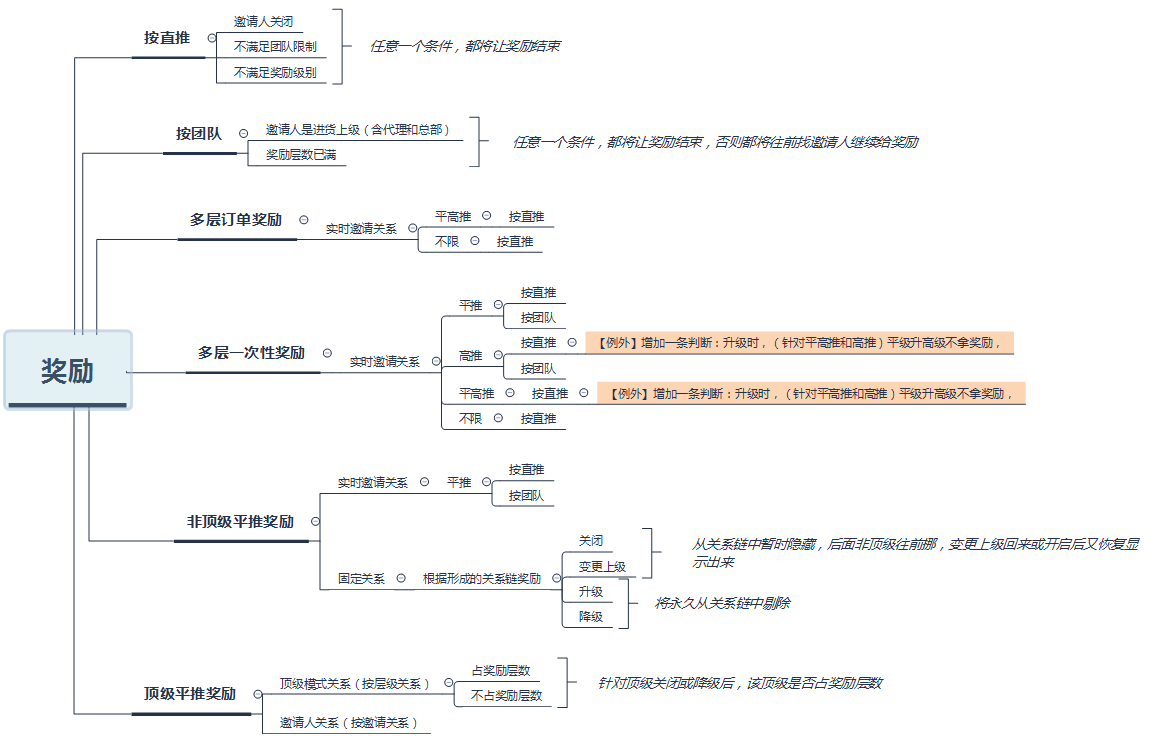 奖励
按直推
邀请人关闭
不满足团队限制
不满足奖励级别
任意一个条件，都将让奖励结束
按团队
邀请人是进货上级（含代理和总部）
奖励层数已满
任意一个条件，都将让奖励结束，否则都将往前找邀请人继续给奖励
多层订单奖励
实时邀请关系
平高推
按直推
不限
按直推
多层一次性奖励
实时邀请关系
平推
按直推
按团队
高推
按直推
【例外】增加一条判断：升级时，（针对平高推和高推）平级升高级不拿奖励，
按团队
平高推
按直推
【例外】增加一条判断：升级时，（针对平高推和高推）平级升高级不拿奖励，
不限
按直推
非顶级平推奖励
实时邀请关系
平推
按直推
按团队
固定关系
根据形成的关系链奖励
关闭
变更上级
从关系链中暂时隐藏，后面非顶级往前挪，变更上级回来或开启后又恢复显
示出来
升级
降级
将永久从关系链中剔除
顶级平推奖励
顶级模式关系（按层级关系）
占奖励层数
不占奖励层数
针对顶级关闭或降级后，该顶级是否占奖励层数
邀请人关系（按邀请关系）